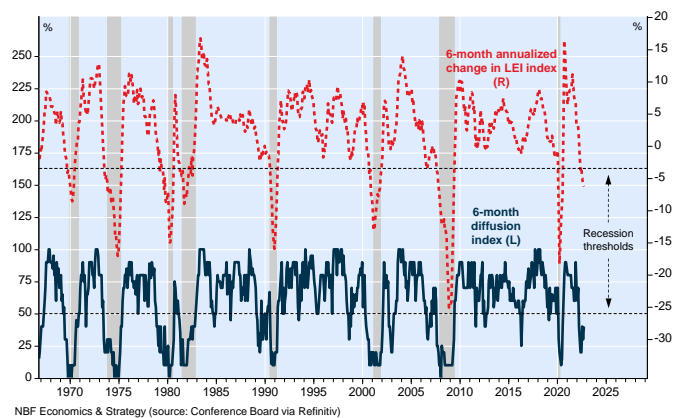 % %
6-month annualized
change in LEI index
(R)
6-month
diffusion
index (L)
Recession
thresholds
250
225
200
175
150
125
100
75
50
25
0
20
15
10
5
0
-5
-10
-15
-20
-25
-30
1970 1975 1980 1985 1990 1995 2000 2005 2010 2015 2020 2025
NBF Economics & Strategy (source: Conference Board via Refinitiv)